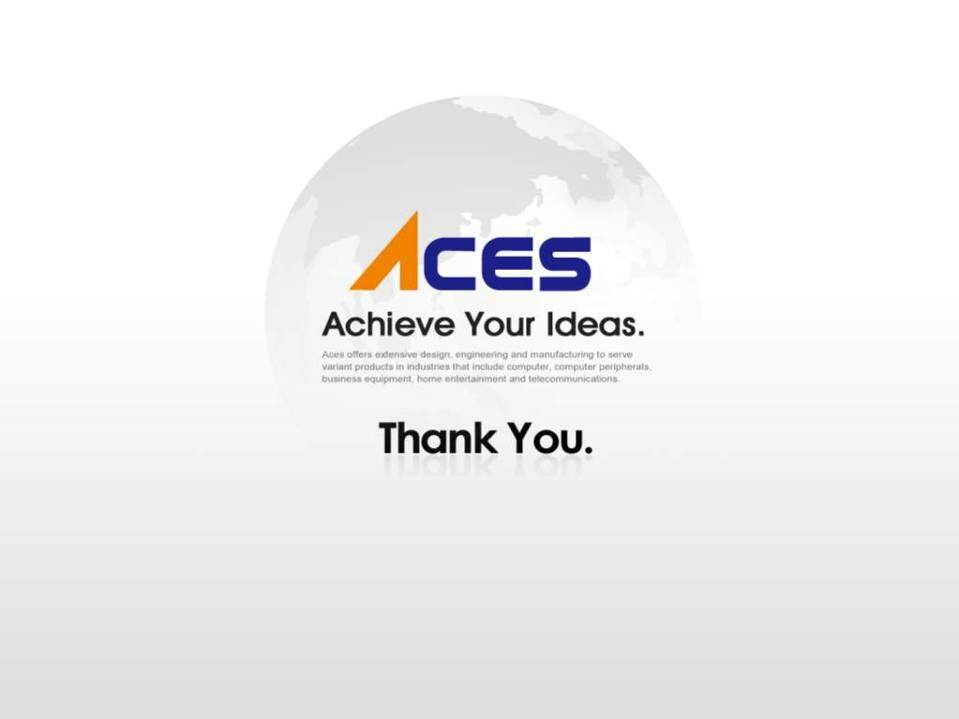 ACES
Achieve Your Ideas.
Aces offers extensive design, engineering and manufacturing to serve
variant products in industries that include computer, computer peripherals,
business equipment, home entertainment and telecommunications.
Thank You.